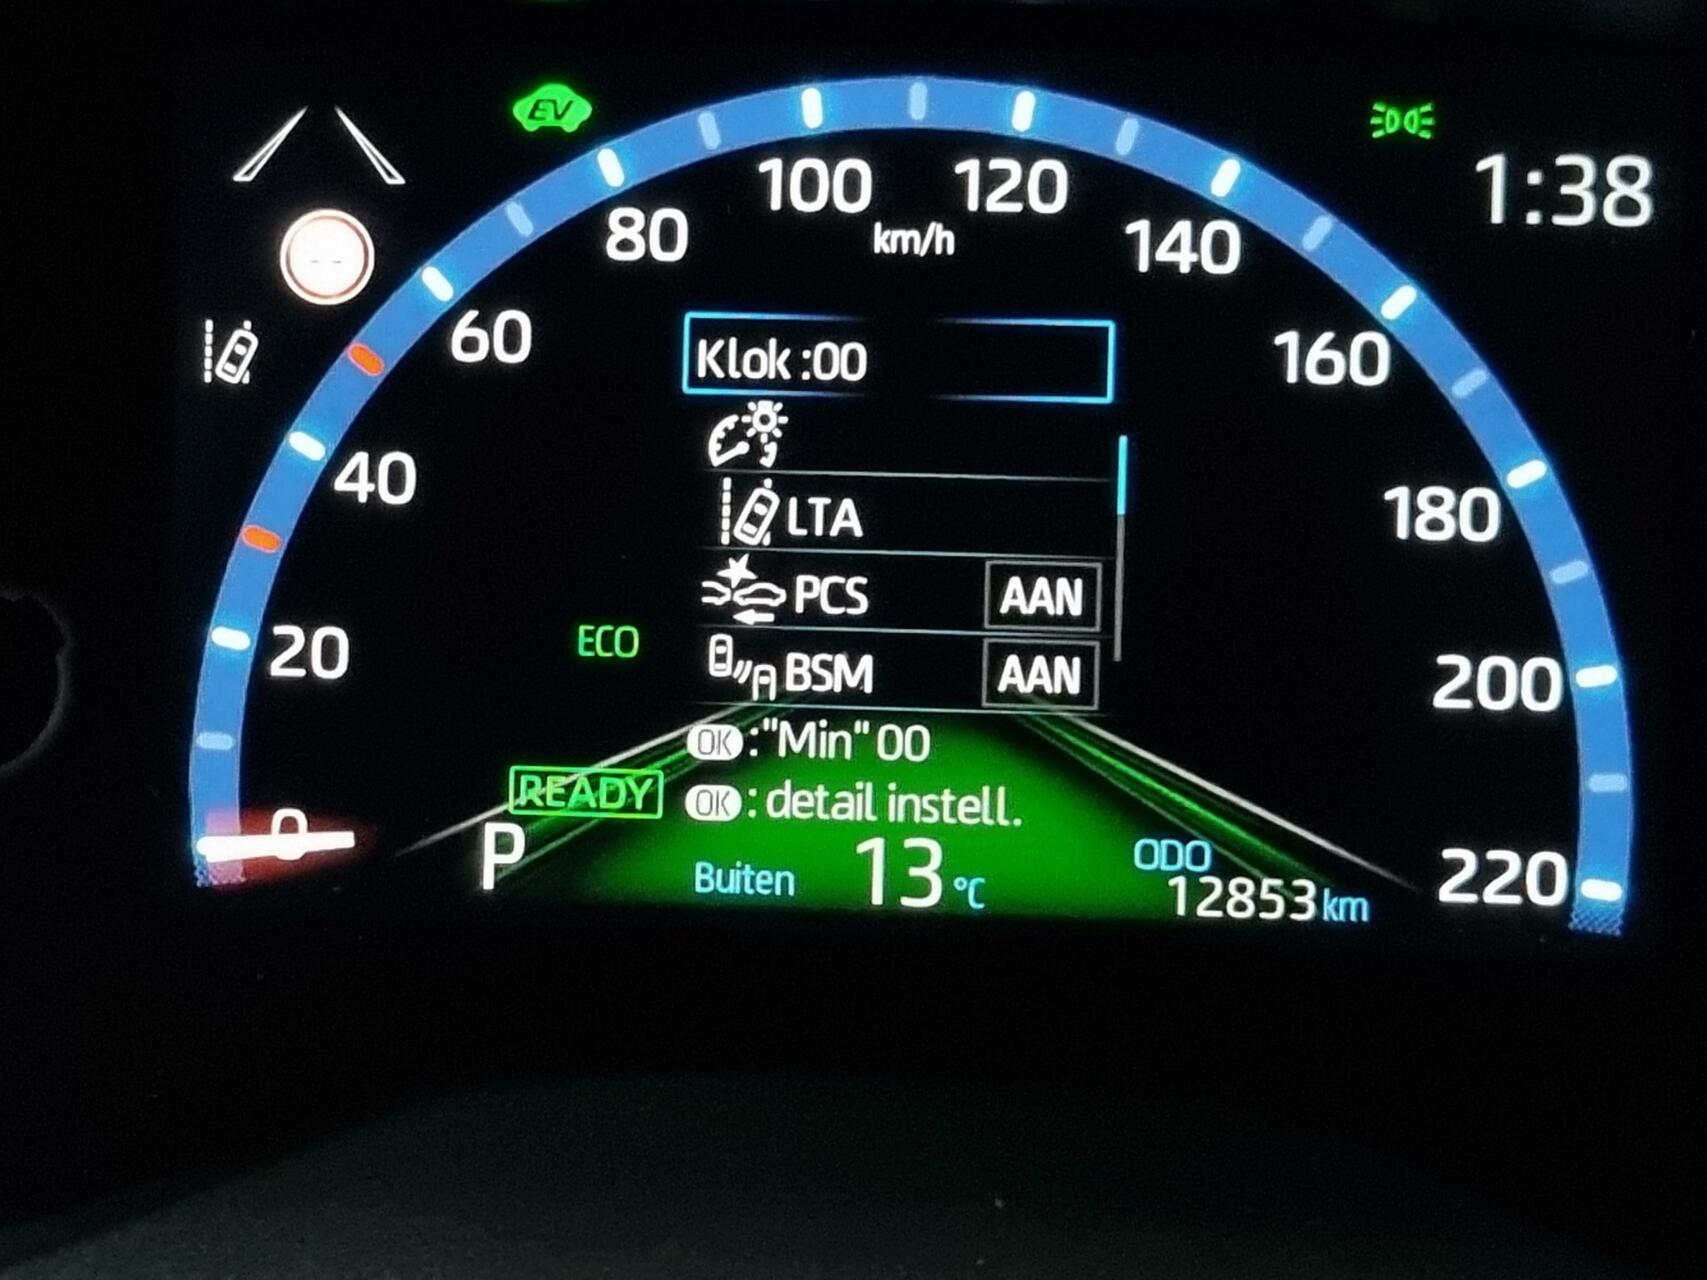 EV
1:38
100
120
80
km/h
140
60
160
Klok :00
40
LTA
180
PCS AAN
20
ECO
BSM AAN
200
OK :"Min" 00
READY
OK : detail instell.
0
P
Buiten 13 °C
ODO
12853 km
220